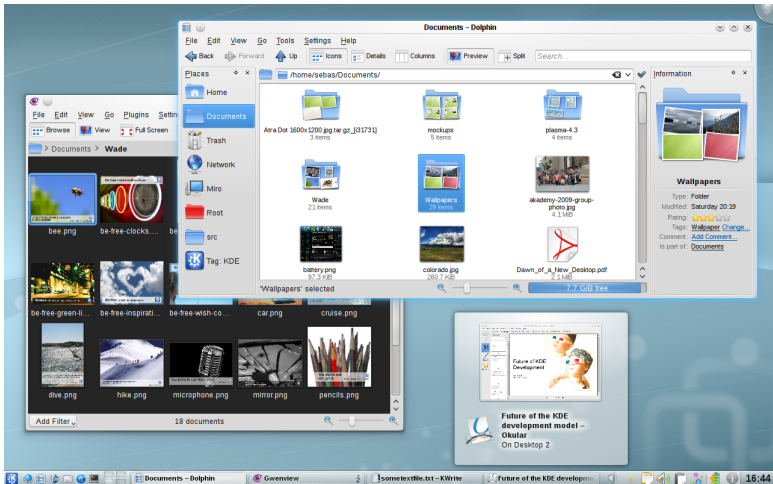 Documents – Dolphin
File Edit View Go Tools Settings Help
Back Forward Up Icons Details Columns Preview Split Search...
Places
Home
Documents
Trash
Network
Miro
Root
src
Tag: KDE
/home/sebas/Documents/
Atra Dot 1600x1200.jpg.tar.gz_[i31731]
3 items
mockups
5 items
plasma-4.3
4 items
Wade
21 items
Wallpapers
29 items
akademy-2009-group-
photo.jpg
4.1 MiB
battery.png
97.3 KiB
colorado.jpg
260.7 KiB
Dawn_of_a_New_Desktop.pdf
2.1 MiB
'Wallpapers' selected
7.7 GiB free
Information
Wallpapers
Type: Folder
Modified: Saturday 20:19
Rating:
Tags: Wallpaper Change...
Comment: Add Comment...
Is part of: Documents
File Edit View Go Plugins Settin
Browse View Full Screen
> Documents > Wade
bee.png
be-free-clocks....
be-free-green-li...
be-free-inspirati...
be-free-wish-co...
car.png
cruise.png
dive.png
hike.png
microphone.png
mirror.png
pencils.png
Add Filter
18 documents
Future of KDE
Development
Future of the KDE
development model –
Okular
On Desktop 2
Documents – Dolphin
Gwenview
sometextfile.txt – KWrite
Future of the KDE developme
16:44